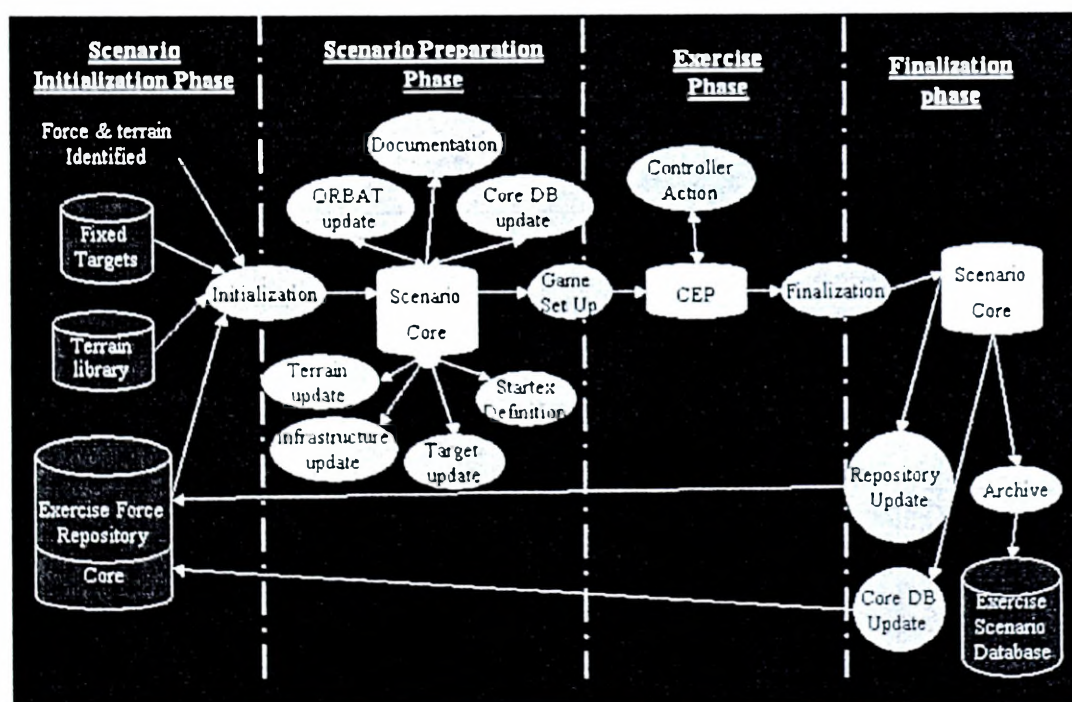 Scenario
Initialization Phase
Scenario Preparation
Phase
Exercise
Phase
Finalization
phase
Force & terrain
Identified
Fixed
Targets
Terrain
library
Exercise Force
Repository
Core
Initialization
Documentation
ORBAT
update
Core DB
update
Scenario
Core
Terrain
update
Infrastructure
update
Target
update
Startex
Definition
Game
Set Up
Controller
Action
CEP
Finalization
Scenario
Core
Repository
Update
Archive
Core DB
Update
Exercise
Scenario
Database